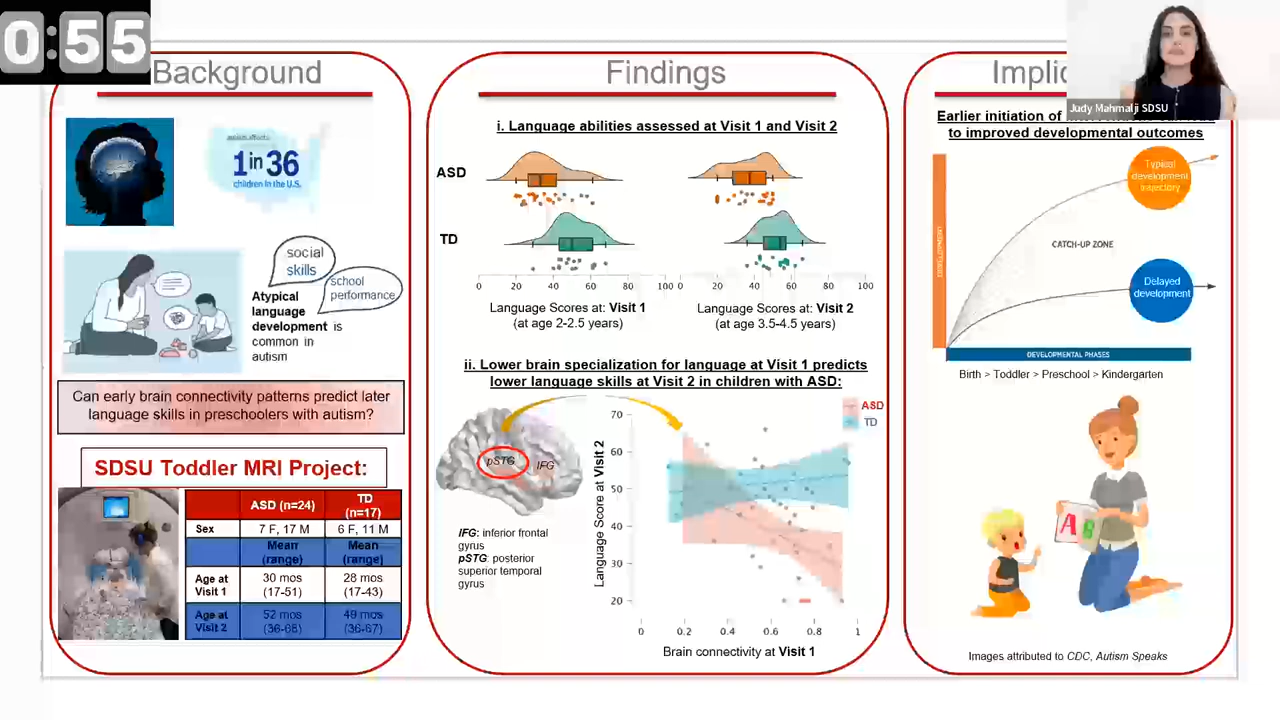 0:55
Background
1 in 36
children in the U.S.
social
skills
school
performance
Atypical
language
development is
common in
autism
Can early brain connectivity patterns predict later
language skills in preschoolers with autism?
SDSU Toddler MRI Project:
ASD (n=24)
TD
(n=17)
Sex
7 F, 17 M
6 F, 11 M
Mean
(range)
Mean
(range)
Age at
Visit 1
30 mos
(17-51)
28 mos
(17-43)
Age at
Visit 2
52 mos
49 mos
(36-67)
Findings
i. Language abilities assessed at Visit 1 and Visit 2
ASD
TD
0 20 40 60 80 100
0 20 40 60 80 100
Language Scores at: Visit 1
(at age 2-2.5 years)
Language Scores at: Visit 2
(at age 3.5-4.5 years)
ii. Lower brain specialization for language at Visit 1 predicts
lower language skills at Visit 2 in children with ASD:
pSTG
IFG
IFG: inferior frontal
gyrus
pSTG: posterior
superior temporal
gyrus
ASD
TD
Language Score at Visit 2
70
60
50
40
30
20
0 0.2 0.4 0.6 0.8 1
Brain connectivity at Visit 1
Judy Mahmalji SDSU
Earlier initiation of
to improved developmental outcomes
Typical
development
trajectory
CATCH-UP ZONE
Delayed
development
DEVELOPMENTAL PHASES
Birth > Toddler > Preschool > Kindergarten
A B
Images attributed to CDC, Autism Speaks